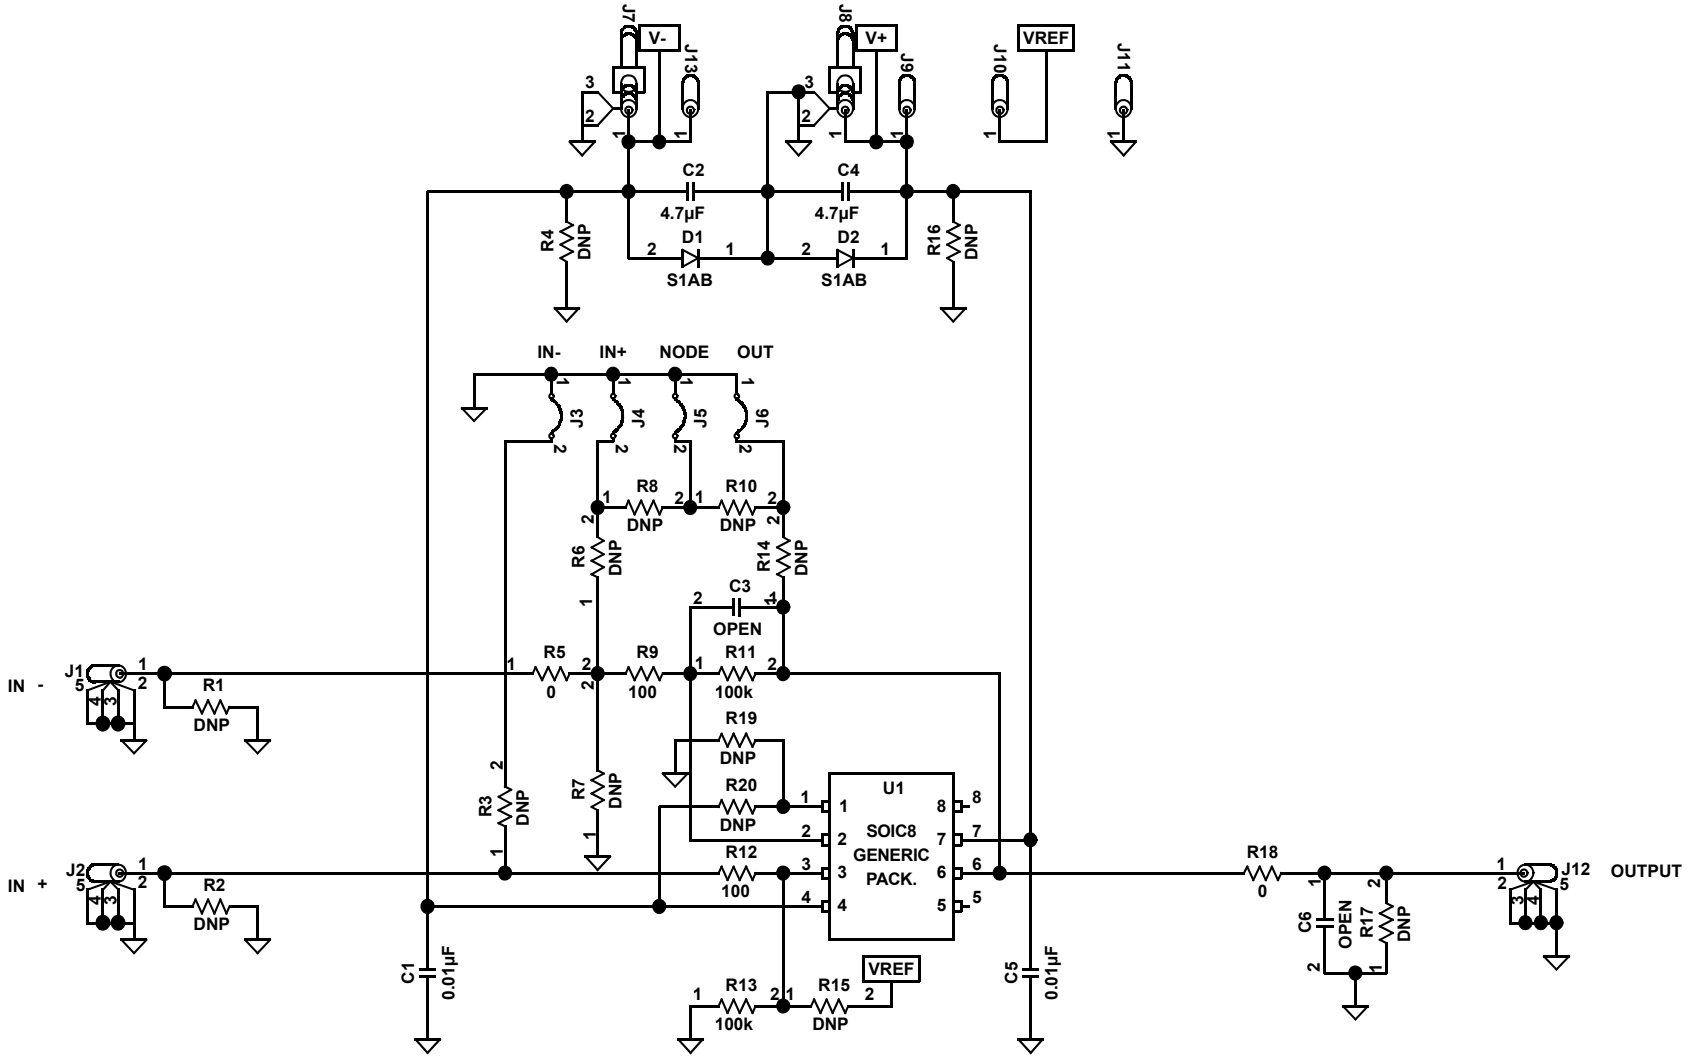 J7
V-
J13
J8
V+
J9
J10
VREF
J11
3
2
1
1
3
2
1
1
1
1
C2
4.7µF
C4
4.7µF
R4
DNP
2
D1
1
S1AB
2
D2
1
S1AB
R16
DNP
IN-
IN+
NODE
OUT
1
1
1
1
J3
J4
J5
J6
2
2
2
2
1
R8
2
DNP
1
R10
2
DNP
2
R6
DNP
1
2
R14
DNP
1
2
C3
1
OPEN
IN -
J1
1
2
5
4
3
R1
DNP
1
R5
2
0
2
R9
100
1
R11
2
100k
R19
DNP
R20
DNP
2
R3
DNP
1
R7
DNP
1
U1
SOIC8
GENERIC
PACK.
1
1
2
2
3
3
4
4
8
8
7
7
6
6
5
5
IN +
J2
1
2
5
4
3
R2
DNP
R12
100
R18
0
1
C6
OPEN
2
2
R17
DNP
1
1
2
3
4
5
J12
OUTPUT
C1
0.01µF
1
R13
2
100k
1
R15
2
DNP
VREF
C5
0.01µF